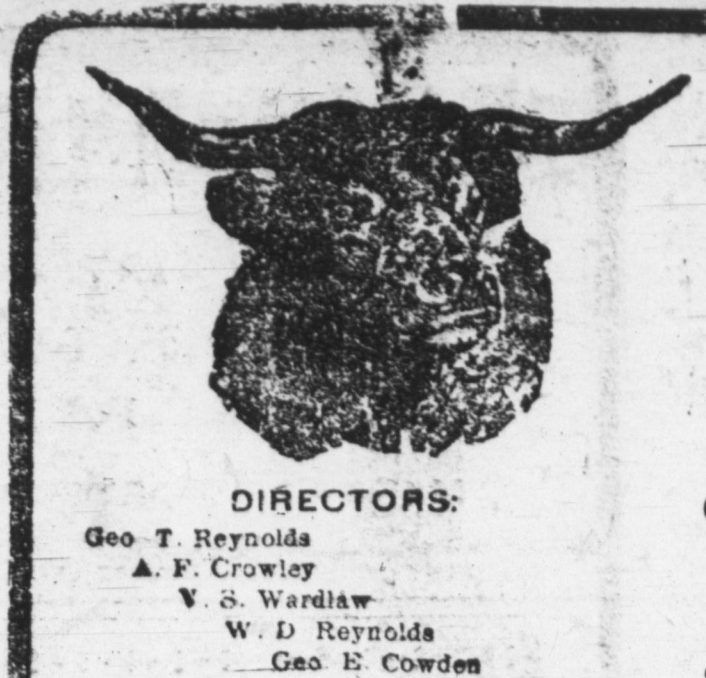 DIRECTORS:
Geo T. Reynolds
A. F. Crowley
V. S. Wardlaw
W. D Reynolds
Geo E. Cowden